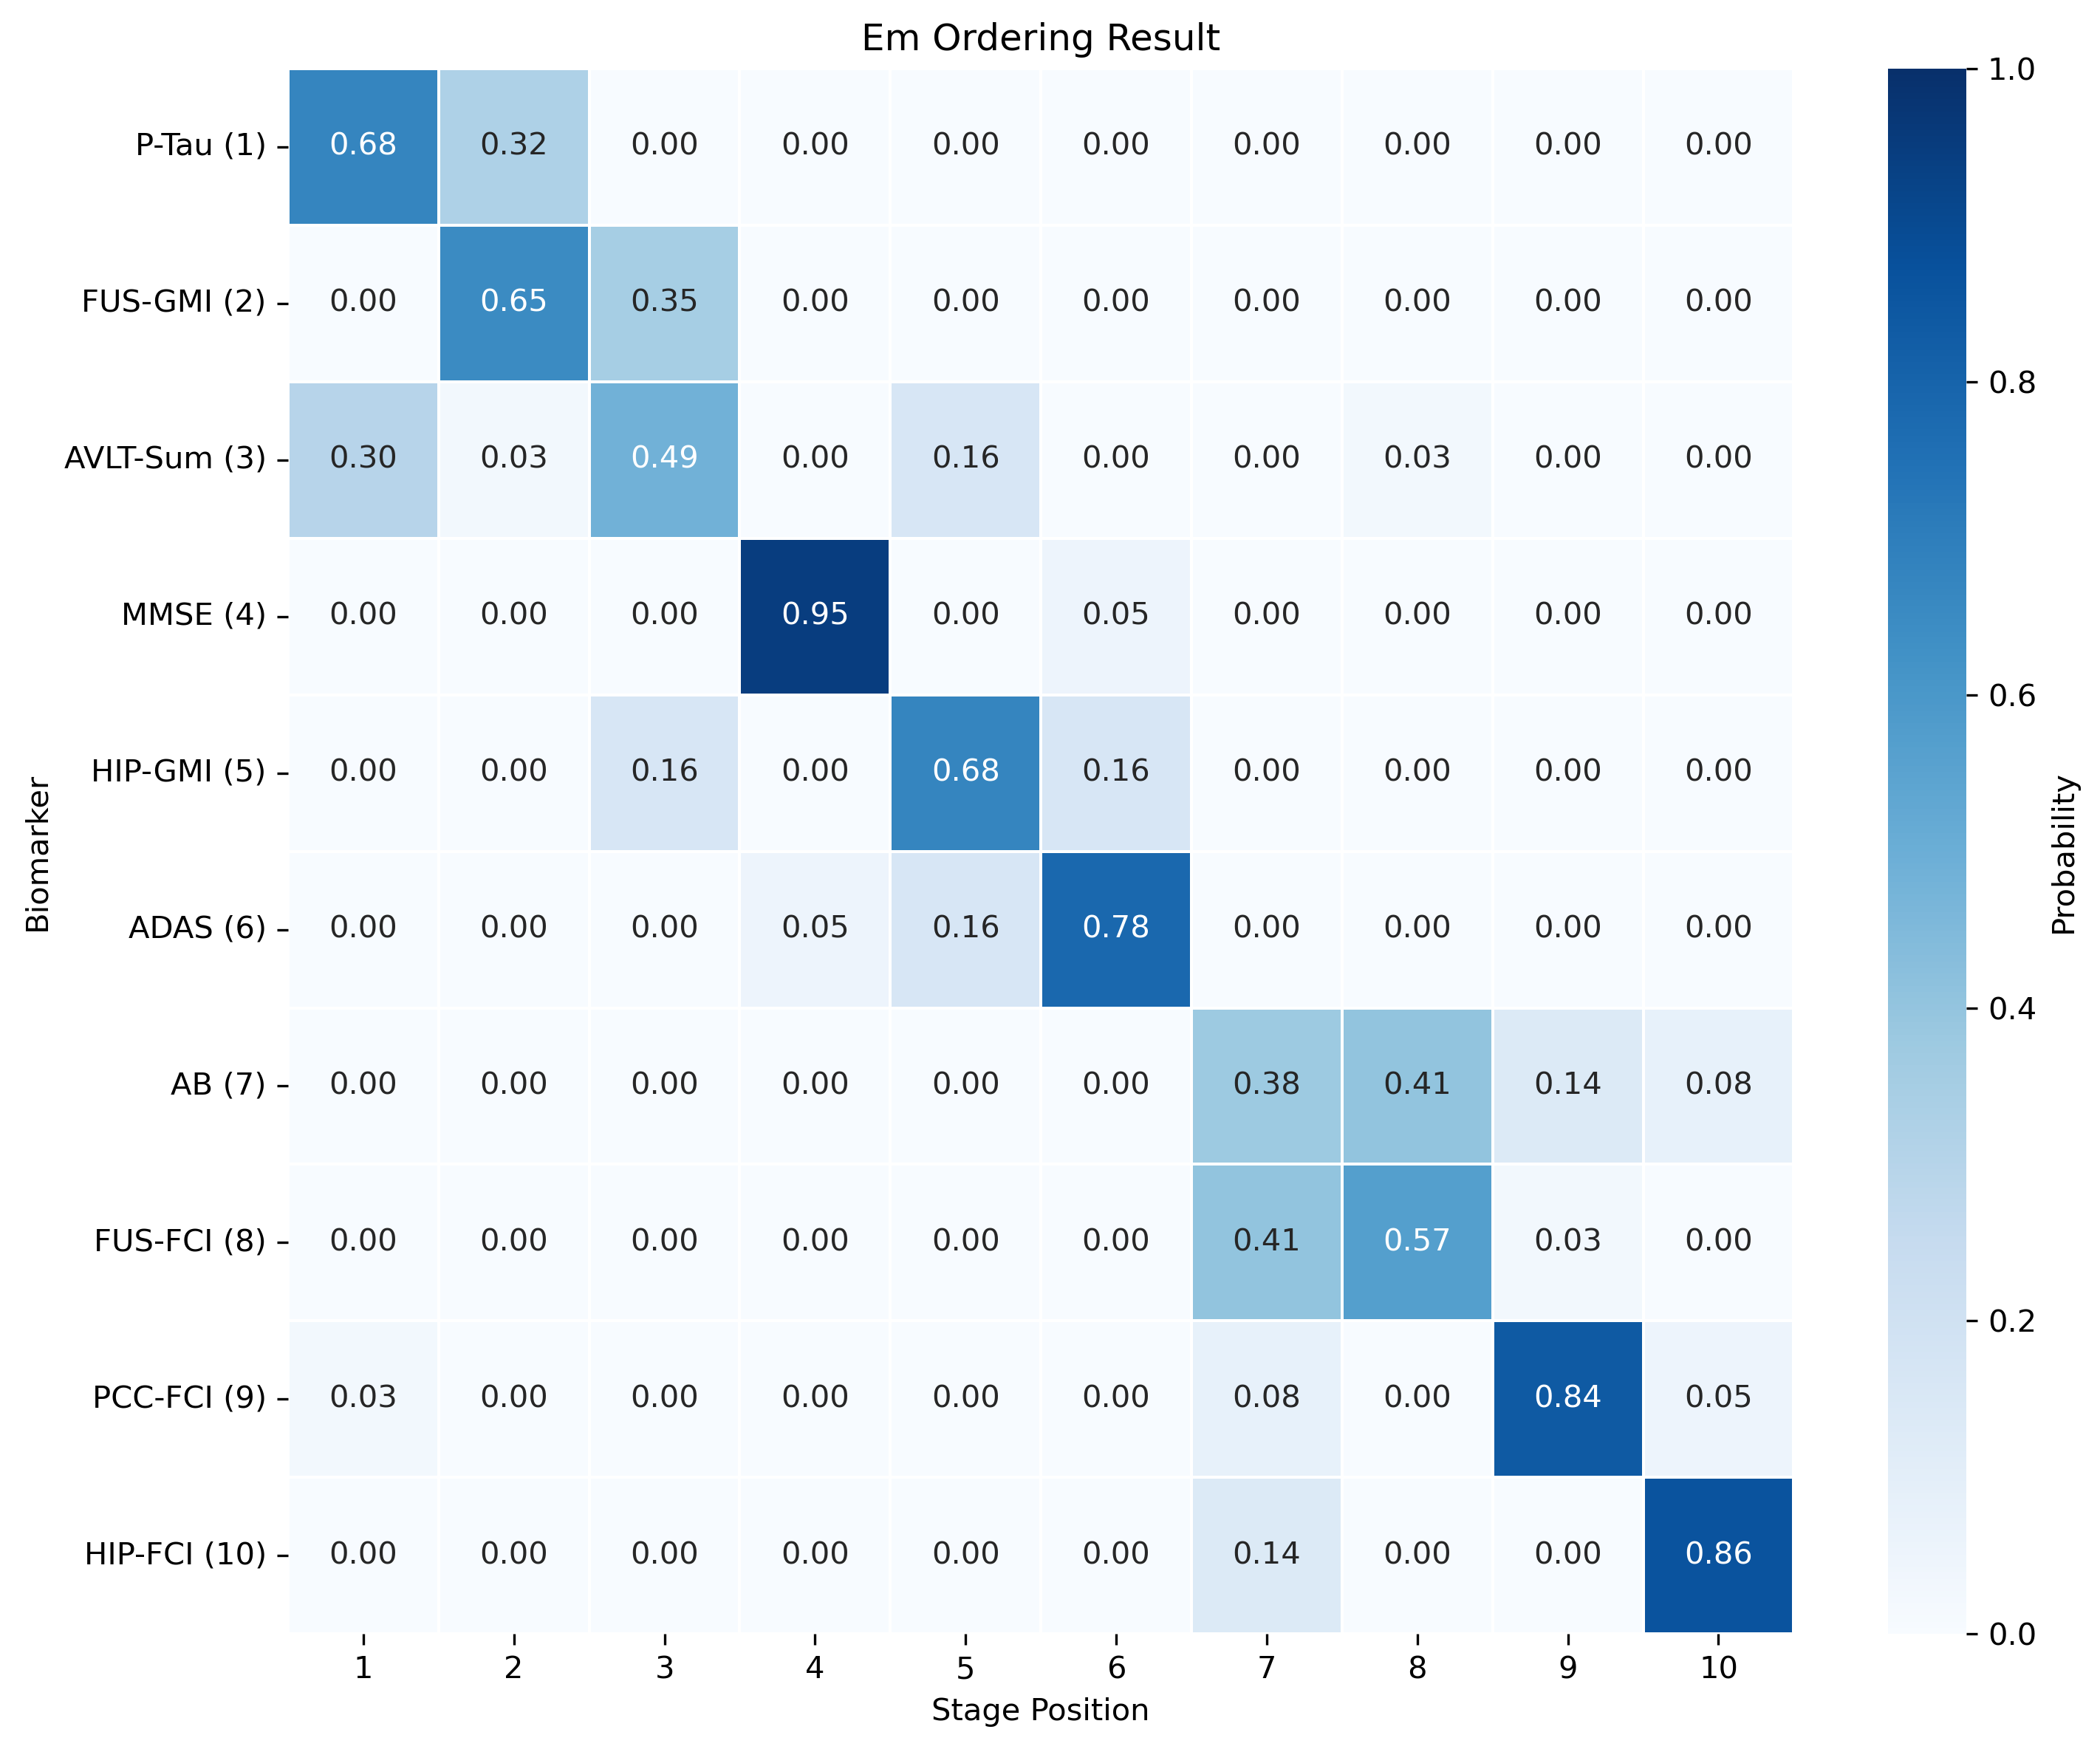 Em Ordering Result
P-Tau (1) 0.68 0.32 0.00 0.00 0.00 0.00 0.00 0.00 0.00 0.00
FUS-GMI (2) 0.00 0.65 0.35 0.00 0.00 0.00 0.00 0.00 0.00 0.00
AVLT-Sum (3) 0.30 0.03 0.49 0.00 0.16 0.00 0.00 0.03 0.00 0.00
MMSE (4) 0.00 0.00 0.00 0.95 0.00 0.05 0.00 0.00 0.00 0.00
HIP-GMI (5) 0.00 0.00 0.16 0.00 0.68 0.16 0.00 0.00 0.00 0.00
ADAS (6) 0.00 0.00 0.00 0.05 0.16 0.78 0.00 0.00 0.00 0.00
AB (7) 0.00 0.00 0.00 0.00 0.00 0.00 0.38 0.41 0.14 0.08
FUS-FCI (8) 0.00 0.00 0.00 0.00 0.00 0.00 0.41 0.57 0.03 0.00
PCC-FCI (9) 0.03 0.00 0.00 0.00 0.00 0.00 0.08 0.00 0.84 0.05
HIP-FCI (10) 0.00 0.00 0.00 0.00 0.00 0.00 0.14 0.00 0.00 0.86
1 2 3 4 5 6 7 8 9 10
Stage Position
Biomarker
1.0
0.8
0.6
0.4
0.2
0.0
Probability